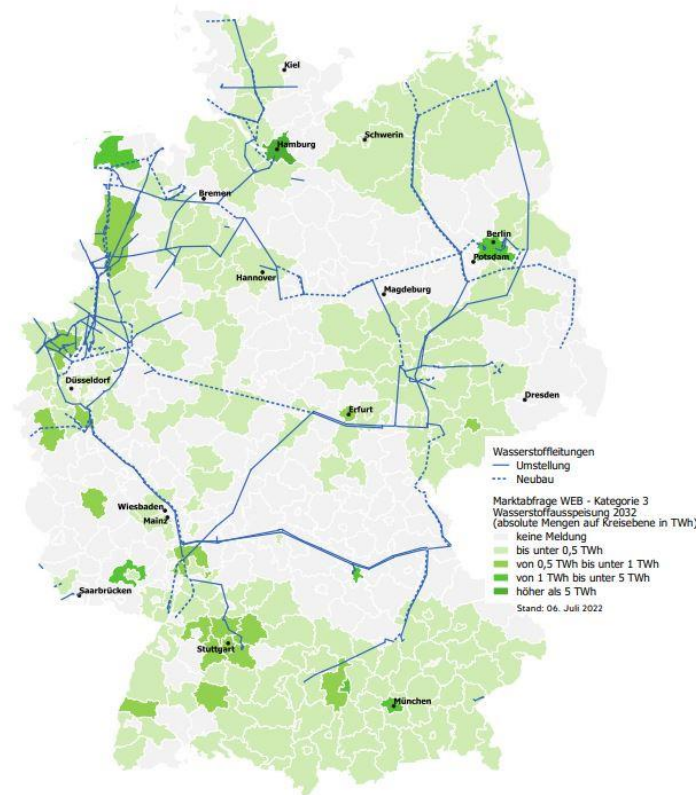 Kiel
Schwerin
Hamburg
Bremen
Berlin
Potsdam
Hannover
Magdeburg
Düsseldorf
Erfurt
Dresden
Wasserstoffleitungen
Umstellung
Neubau
Marktabfrage WEB - Kategorie 3
Wasserstoffausspeisung 2032
(absolute Mengen auf Kreisebene in TWh)
keine Meldung
bis unter 0,5 TWh
von 0,5 TWh bis unter 1 TWh
von 1 TWh bis unter 5 TWh
höher als 5 TWh
Stand: 06. Juli 2022
Wiesbaden
Mainz
Saarbrücken
Stuttgart
München